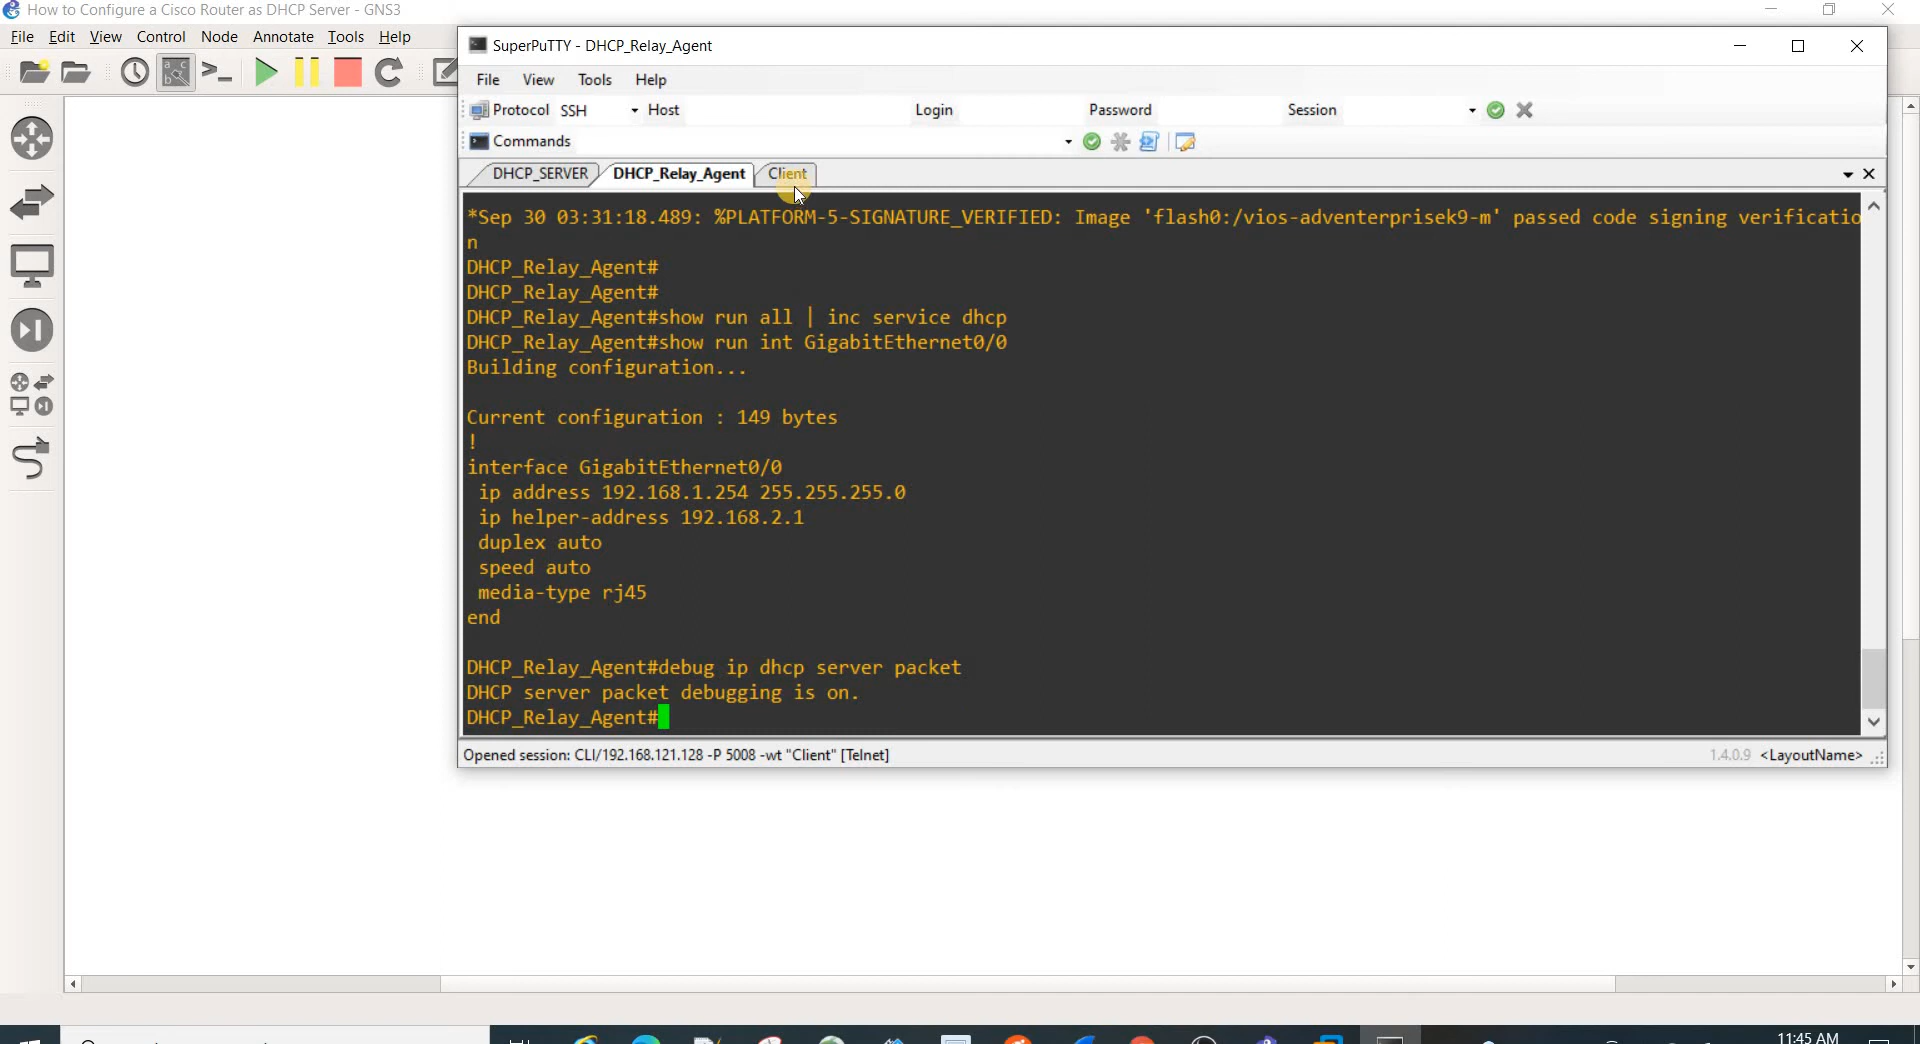 How to Configure a Cisco Router as DHCP Server - GNS3
File Edit View Control Node Annotate Tools Help
SuperPuTTY - DHCP_Relay_Agent
File View Tools Help
Protocol SSH Host Login Password Session
Commands
DHCP_SERVER DHCP_Relay_Agent Client
*Sep 30 03:31:18.489: %PLATFORM-5-SIGNATURE_VERIFIED: Image 'flash0:/vios-adventerprisek9-m' passed code signing verificatio
n
DHCP_Relay_Agent#
DHCP_Relay_Agent#
DHCP_Relay_Agent#show run all | inc service dhcp
DHCP_Relay_Agent#show run int GigabitEthernet0/0
Building configuration...
Current configuration : 149 bytes
!
interface GigabitEthernet0/0
ip address 192.168.1.254 255.255.255.0
ip helper-address 192.168.2.1
duplex auto
speed auto
media-type rj45
end
DHCP_Relay_Agent#debug ip dhcp server packet
DHCP server packet debugging is on.
DHCP_Relay_Agent#
Opened session: CLI/192.168.121.128 -P 5008 -wt "Client" [Telnet] 1.4.0.9 <LayoutName>
11:45 AM